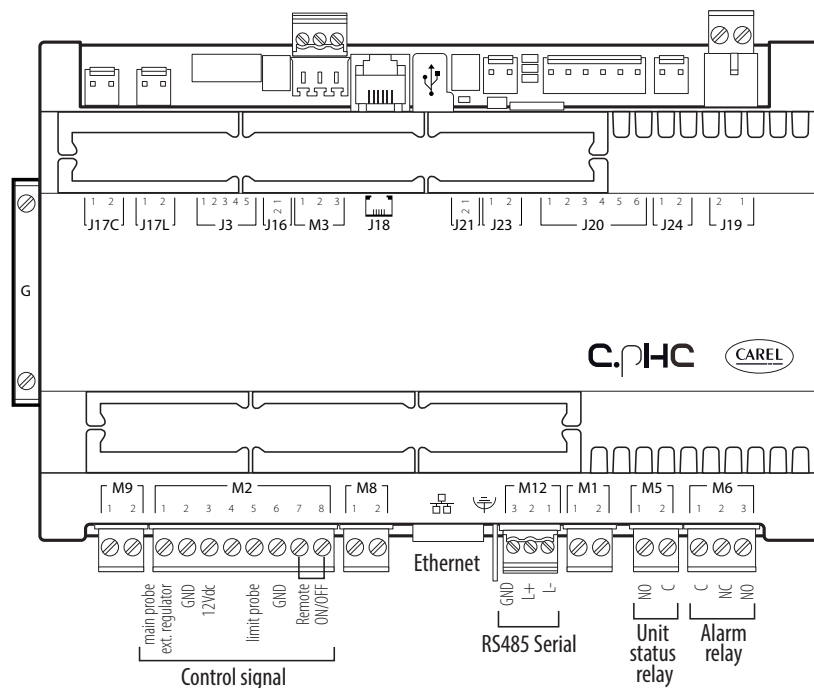 1 2 1 2 1 2 3 4 5 2 1 1 2 3 2 1 1 2 1 2 3 4 5 6 1 2 2 1
J17C J17L J3 J16 M3 J18 J21 J23 J20 J24 J19
G
c.pHC CAREL
M9 M2 M8 M12 M1 M5 M6
1 2 1 2 3 4 5 6 7 8 1 2 3 2 1 1 2 1 2 1 2 3
Ethernet
main probe
ext. regulator
GND
12Vdc
limit probe
GND
Remote
ON/OFF
GND
L+
L-
NO
C
C
NC
NO
Control signal
RS485 Serial
Unit
status
relay
Alarm
relay